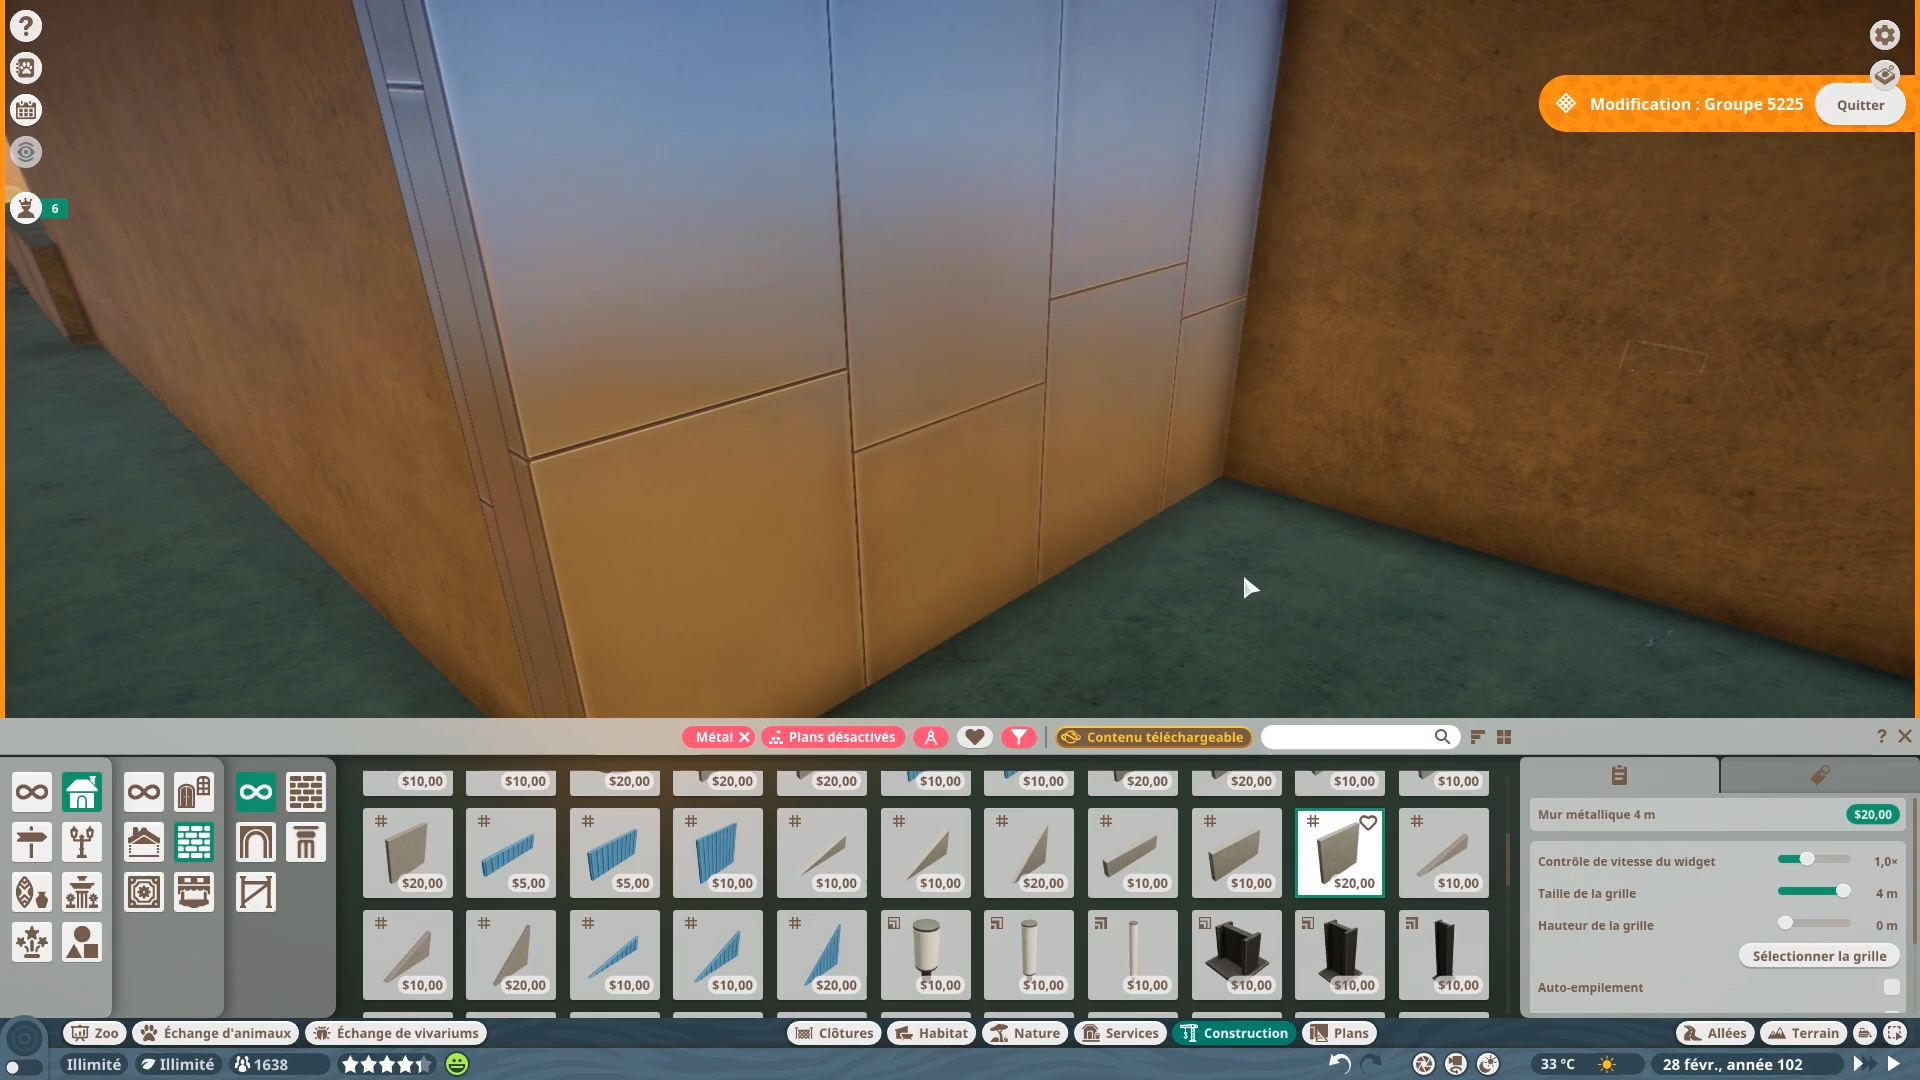 Modification : Groupe 5225
Quitter
6
Métal
Plans désactivés
Contenu téléchargeable
?
$10,00 $10,00 $20,00 $20,00 $20,00 $10,00 $10,00 $20,00 $20,00 $10,00 $10,00
$20,00 $5,00 $5,00 $10,00 $10,00 $10,00 $20,00 $10,00 $10,00 $20,00 $10,00
$10,00 $20,00 $10,00 $10,00 $20,00 $10,00 $10,00 $10,00 $10,00 $10,00 $10,00
Mur métallique 4 m $20,00
Contrôle de vitesse du widget 1,0×
Taille de la grille 4 m
Hauteur de la grille 0 m
Sélectionner la grille
Auto-empilement
Zoo Échange d'animaux Échange de vivariums Clôtures Habitat Nature Services Construction Plans Allées Terrain
Illimité Illimité 1638 33 °C 28 févr., année 102